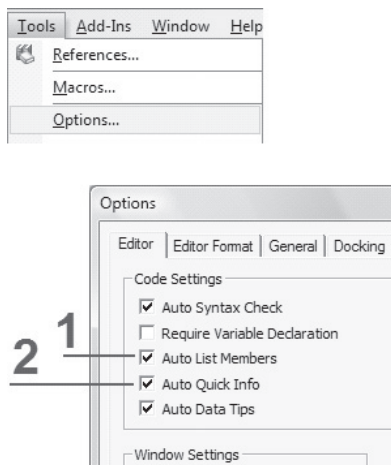 Tools Add-Ins Window Help
References...
Macros...
Options...
Options
Editor Editor Format General Docking
Code Settings
Auto Syntax Check
Require Variable Declaration
1
Auto List Members
2
Auto Quick Info
Auto Data Tips
Window Settings